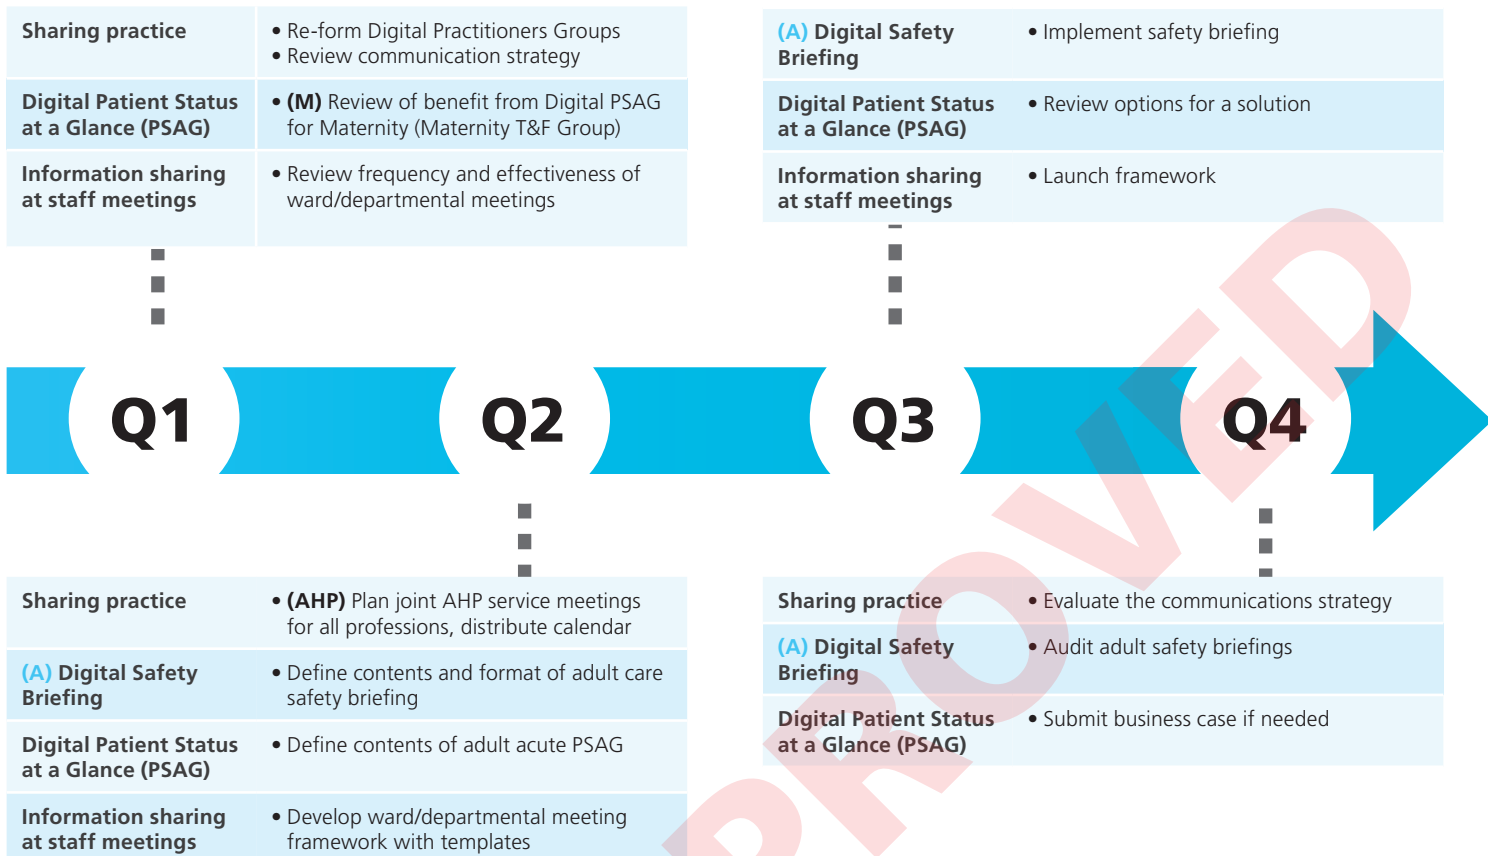 Sharing practice
• Re-form Digital Practitioners Groups
• Review communication strategy
Digital Patient Status
at a Glance (PSAG)
• (M) Review of benefit from Digital PSAG
for Maternity (Maternity T&F Group)
Information sharing
at staff meetings
• Review frequency and effectiveness of
ward/departmental meetings
(A) Digital Safety
Briefing
• Implement safety briefing
Digital Patient Status
at a Glance (PSAG)
• Review options for a solution
Information sharing
at staff meetings
• Launch framework
Q1
Q2
Q3
Q4
Sharing practice
• (AHP) Plan joint AHP service meetings
for all professions, distribute calendar
(A) Digital Safety
Briefing
• Define contents and format of adult care
safety briefing
Digital Patient Status
at a Glance (PSAG)
• Define contents of adult acute PSAG
Information sharing
at staff meetings
• Develop ward/departmental meeting
framework with templates
Sharing practice
• Evaluate the communications strategy
(A) Digital Safety
Briefing
• Audit adult safety briefings
Digital Patient Status
at a Glance (PSAG)
• Submit business case if needed
PROVED